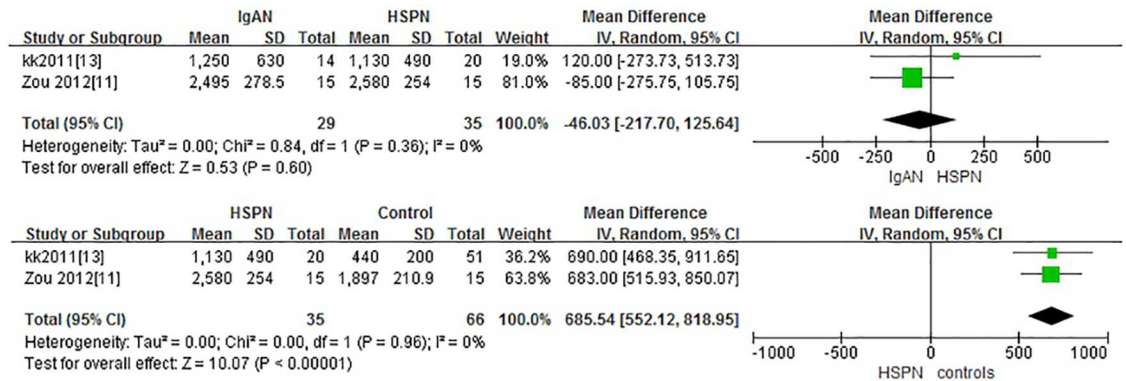 IgAN HSPN Mean Difference Mean Difference
Study or Subgroup Mean SD Total Mean SD Total Weight IV, Random, 95% CI IV, Random, 95% CI
kk2011[13] 1,250 630 14 1,130 490 20 19.0% 120.00 [-273.73, 513.73]
Zou 2012[11] 2,495 278.5 15 2,580 254 15 81.0% -85.00 [-275.75, 105.75]
Total (95% CI) 29 35 100.0% -46.03 [-217.70, 125.64]
Heterogeneity: Tau² = 0.00; Chi² = 0.84, df = 1 (P = 0.36); I² = 0%
Test for overall effect: Z = 0.53 (P = 0.60)
-500 -250 0 250 500
IgAN HSPN
HSPN Control Mean Difference Mean Difference
Study or Subgroup Mean SD Total Mean SD Total Weight IV, Random, 95% CI IV, Random, 95% CI
kk2011[13] 1,130 490 20 440 200 51 36.2% 690.00 [468.35, 911.65]
Zou 2012[11] 2,580 254 15 1,897 210.9 15 63.8% 683.00 [515.93, 850.07]
Total (95% CI) 35 66 100.0% 685.54 [552.12, 818.95]
Heterogeneity: Tau² = 0.00; Chi² = 0.00, df = 1 (P = 0.96); I² = 0%
Test for overall effect: Z = 10.07 (P < 0.00001)
-1000 -500 0 500 1000
HSPN controls